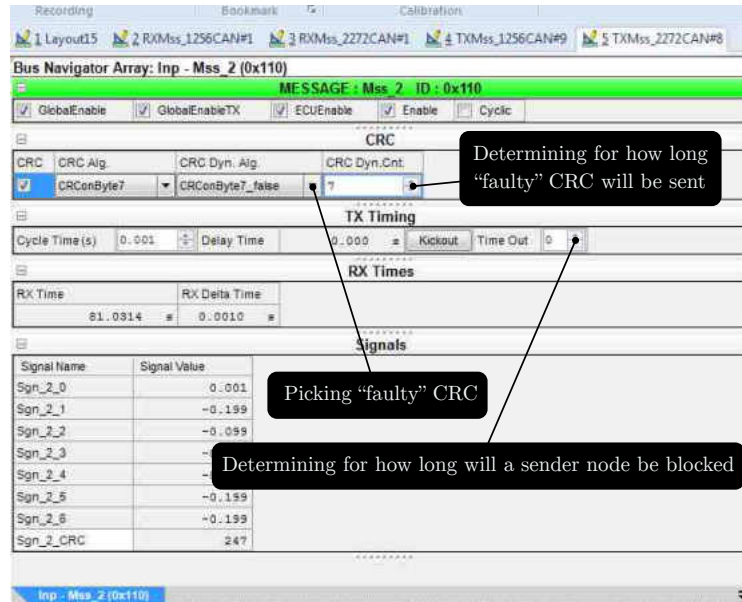 Recording Bookmark Calibration
1 Layout15 2 RXMss_1256CAN#1 3 RXMss_2272CAN#1 4 TXMss_1256CAN#9 5 TXMss_2272CAN#8
Bus Navigator Array: Inp - Mss_2 (0x110)
MESSAGE : Mss_2 ID : 0x110
GlobalEnable GlobalEnableTX ECUEnable Enable Cyclic
CRC
CRC CRC Alg. CRC Dyn. Alg. CRC Dyn.Cnt.
CRConByte7 CRConByte7_false 7
Determining for how long
“faulty” CRC will be sent
TX Timing
Cycle Time(s) 0.001 Delay Time 0.000 s Kickout Time Out 0
RX Times
RX Time RX Delta Time
81.0314 s 0.0010 s
Signals
Signal Name Signal Value
Sgn_2_0 0.001
Picking “faulty” CRC
Sgn_2_1 -0.199
Sgn_2_2 -0.099
Sgn_2_3
Determining for how long will a sender node be blocked
Sgn_2_4
Sgn_2_5 -0.199
Sgn_2_6 -0.199
Sgn_2_CRC 247
Inp - Mss_2 (0x110)